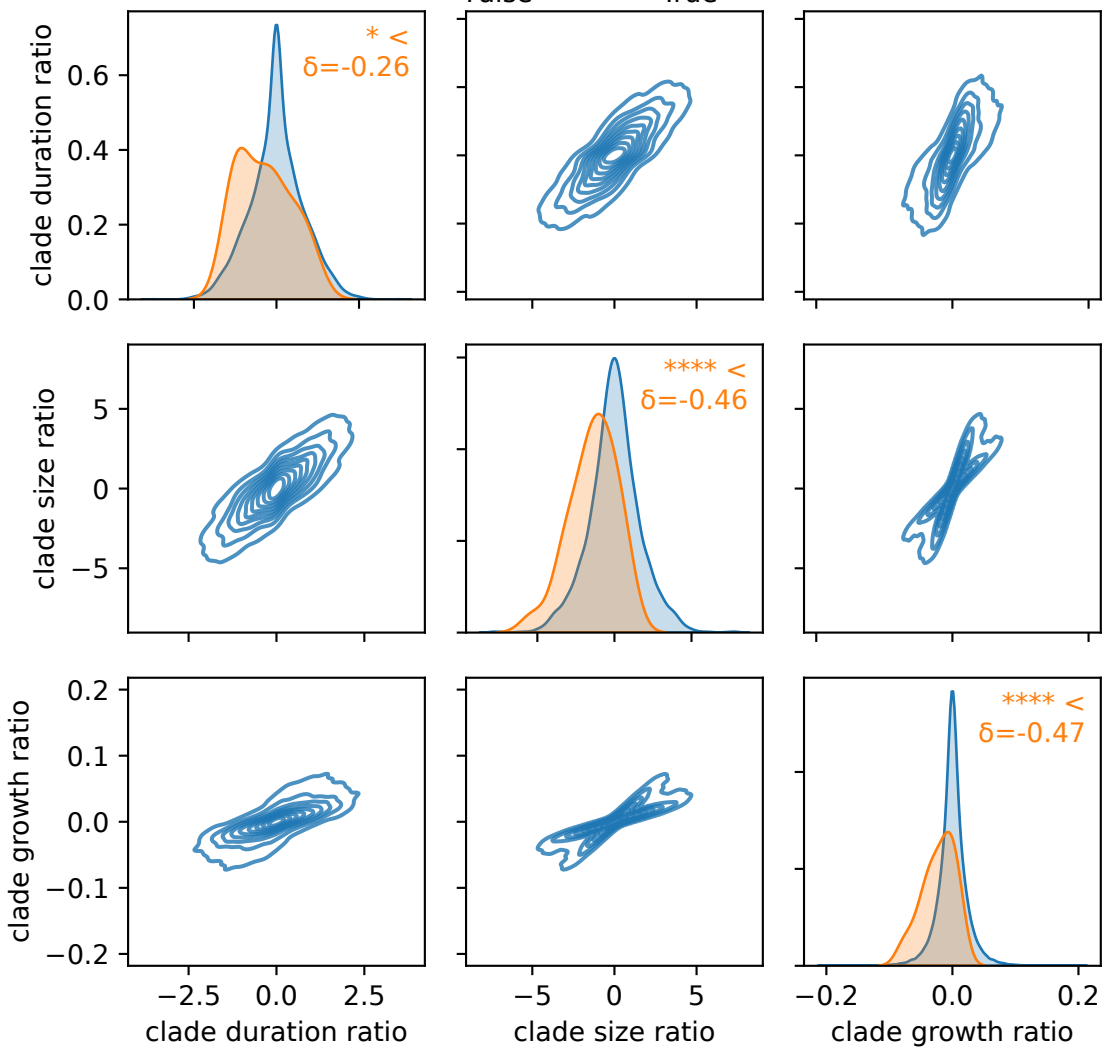 clade duration ratio
0.6
0.4
0.2
0.0
* <
δ=-0.26
clade size ratio
5
0
−5
**** <
δ=-0.46
clade growth ratio
0.2
0.1
0.0
−0.1
−0.2
**** <
δ=-0.47
−2.5 0.0 2.5
−5 0 5
−0.2 0.0 0.2
clade duration ratio
clade size ratio
clade growth ratio